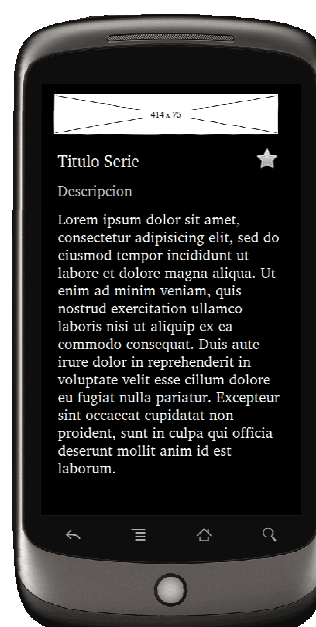 414 x 75
Titulo Serie
Descripcion
Lorem ipsum dolor sit amet,
consectetur adipisicing elit, sed do
eiusmod tempor incididunt ut
labore et dolore magna aliqua. Ut
enim ad minim veniam, quis
nostrud exercitation ullamco
laboris nisi ut aliquip ex ea
commodo consequat. Duis aute
irure dolor in reprehenderit in
voluptate velit esse cillum dolore
eu fugiat nulla pariatur. Excepteur
sint occaecat cupidatat non
proident, sunt in culpa qui officia
deserunt mollit anim id est
laborum.